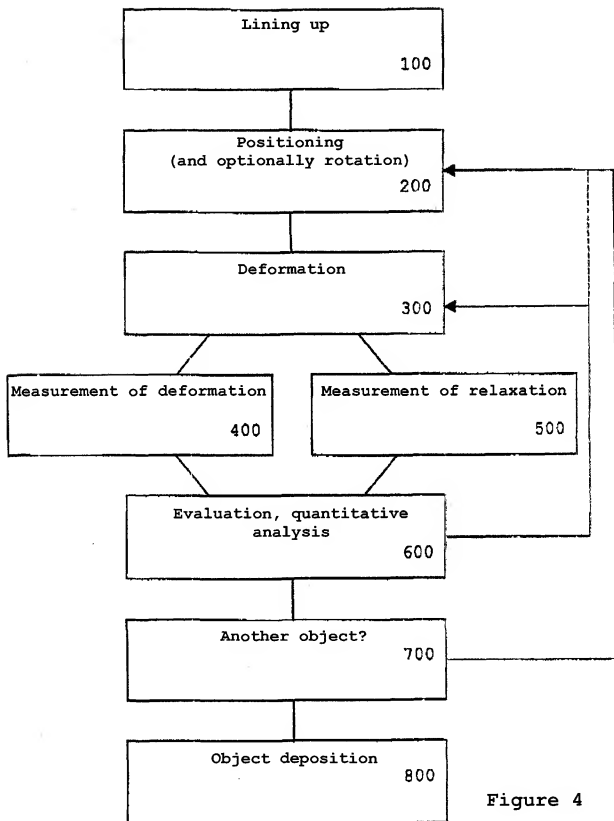 Lining up
100
Positioning
(and optionally rotation)
200
Deformation
300
Measurement of deformation
400
Measurement of relaxation
500
Evaluation, quantitative
analysis
600
Another object?
700
Object deposition
800
Figure 4